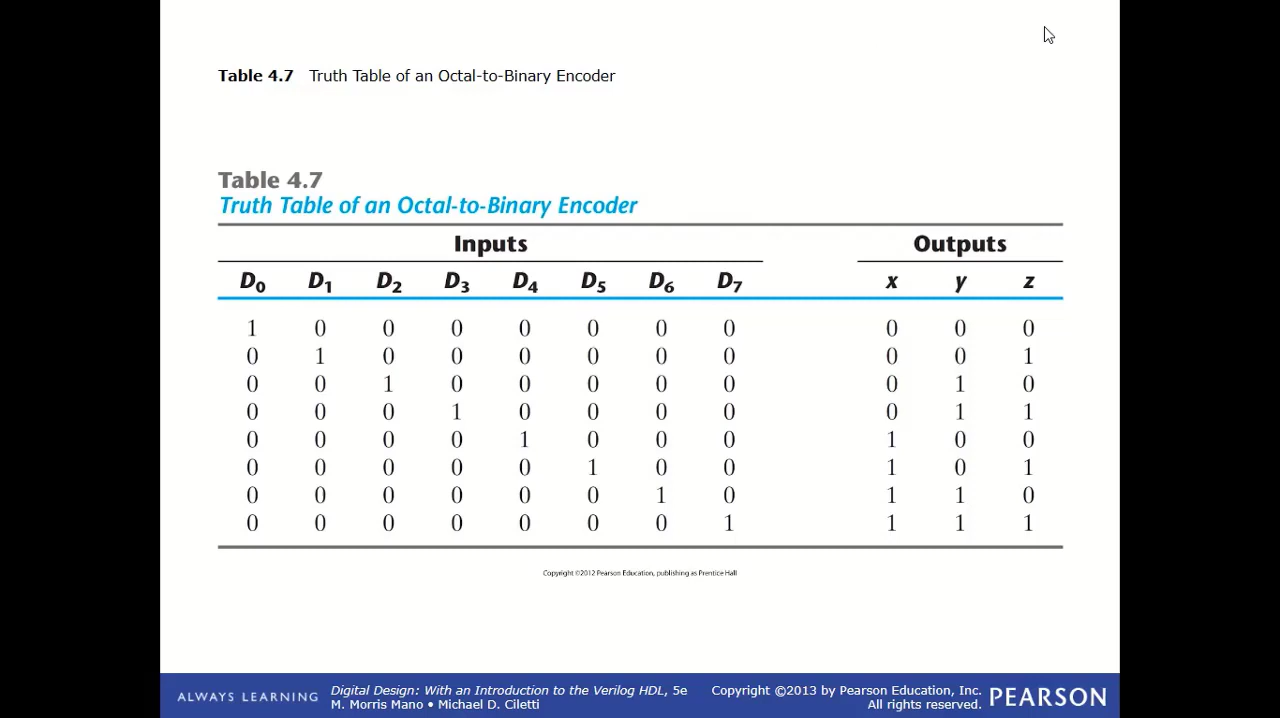 Table 4.7 Truth Table of an Octal-to-Binary Encoder
Table 4.7
Truth Table of an Octal-to-Binary Encoder
Inputs Outputs
D0 D1 D2 D3 D4 D5 D6 D7 x y z
1 0 0 0 0 0 0 0 0 0 0
0 1 0 0 0 0 0 0 0 0 1
0 0 1 0 0 0 0 0 0 1 0
0 0 0 1 0 0 0 0 0 1 1
0 0 0 0 1 0 0 0 1 0 0
0 0 0 0 0 1 0 0 1 0 1
0 0 0 0 0 0 1 0 1 1 0
0 0 0 0 0 0 0 1 1 1 1
Copyright ©2012 Pearson Education, publishing as Prentice Hall
ALWAYS LEARNING
Digital Design: With an Introduction to the Verilog HDL, 5e
M. Morris Mano • Michael D. Ciletti
Copyright ©2013 by Pearson Education, Inc.
All rights reserved.
PEARSON